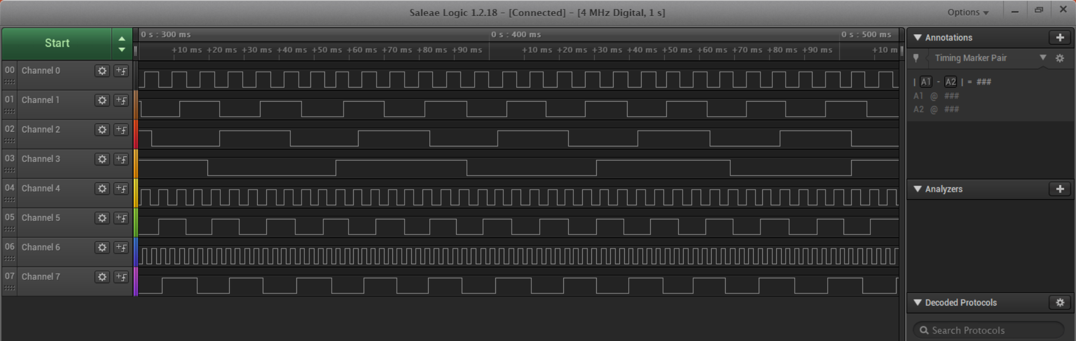 Saleae Logic 1.2.18 - [Connected] - [4 MHz Digital, 1 s]
Options
Start
0 s : 300 ms
0 s : 400 ms
0 s : 500 ms
+10 ms +20 ms +30 ms +40 ms +50 ms +60 ms +70 ms +80 ms +90 ms
+10 ms +20 ms +30 ms +40 ms +50 ms +60 ms +70 ms +80 ms +90 ms
+10 m
00 Channel 0
01 Channel 1
02 Channel 2
03 Channel 3
04 Channel 4
05 Channel 5
06 Channel 6
07 Channel 7
Annotations
Timing Marker Pair
| A1 - A2 | = ###
A1 @ ###
A2 @ ###
Analyzers
Decoded Protocols
Search Protocols